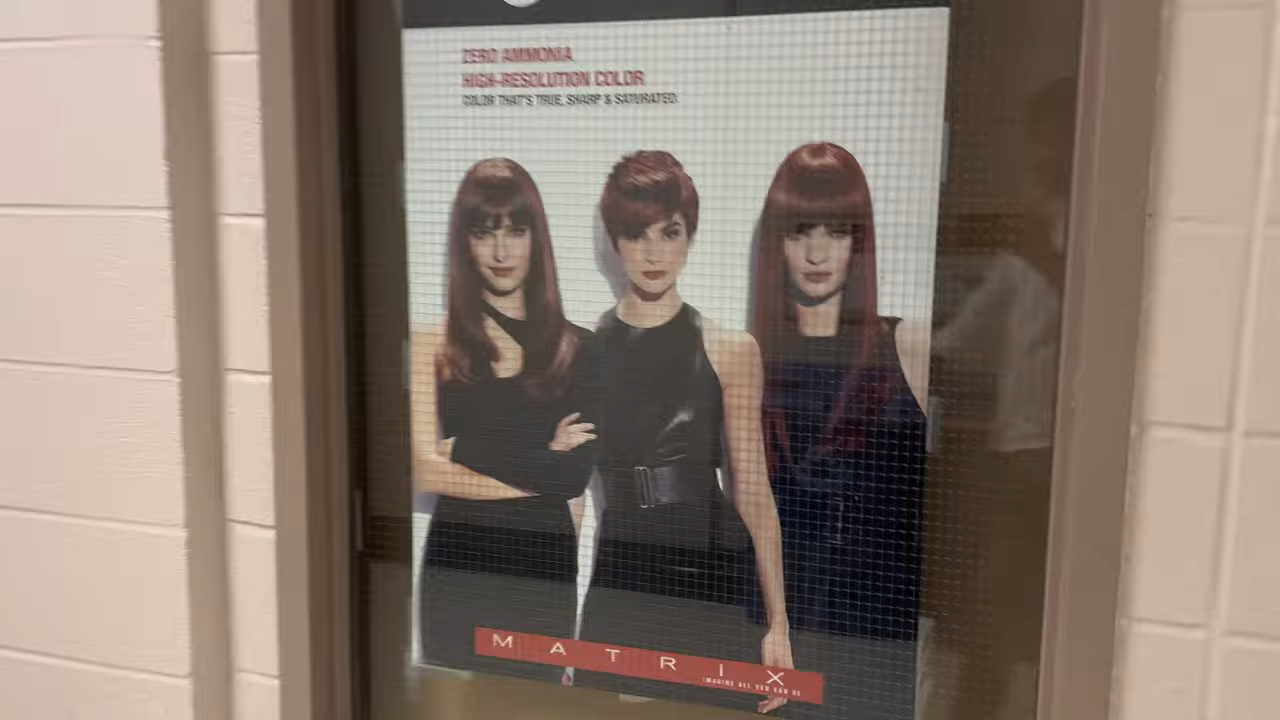 ZERO AMMONIA
HIGH-RESOLUTION COLOR
COLOR THAT'S TRUE, SHARP & SATURATED.
MATRIX
IMAGINE ALL YOU CAN BE